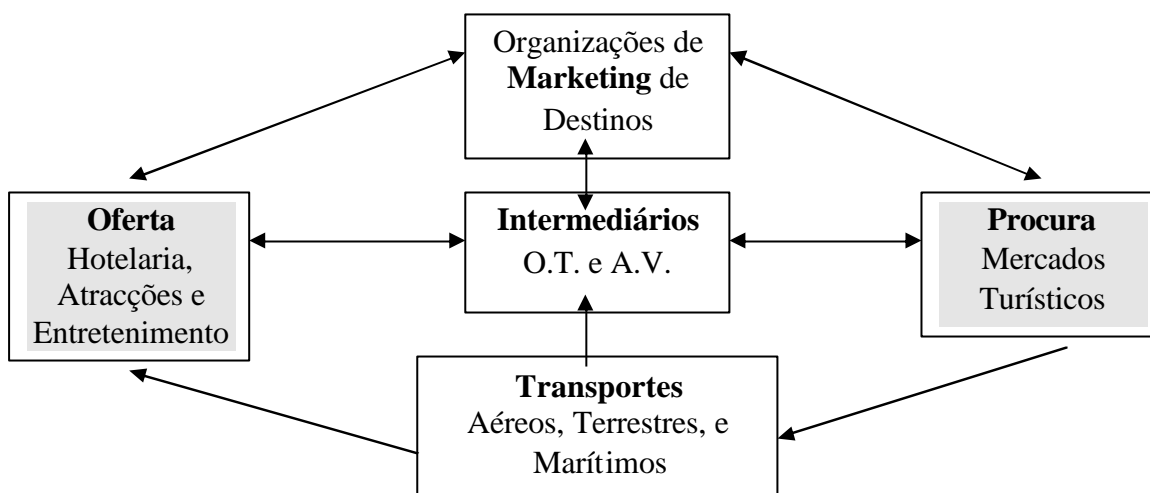 Organizações de
Marketing de
Destinos
Oferta
Hotelaria,
Atracções e
Entretenimento
Intermediários
O.T. e A.V.
Procura
Mercados
Turísticos
Transportes
Aéreos, Terrestres, e
Marítimos